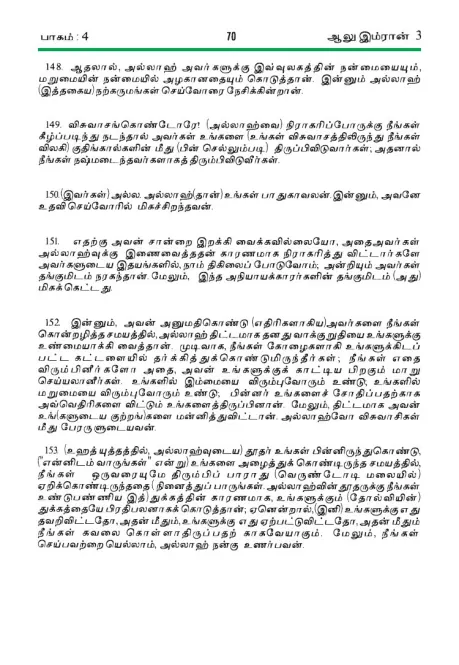 பாகம் : 4
70
ஆலு இம்ரான் 3
148. ஆதலால், அல்லாஹ் அவர்களுக்கு இவ்வுலகத்தின் நன்மையையும்,
மறுமையின் நன்மையில் அழகானதையும் கொடுத்தான். இன்னும் அல்லாஹ்
(இத்தகைய) நற்கருமங்கள் செய்வோரை நேசிக்கின்றான்.
149. விசுவாசங்கொண்டோரே! (அல்லாஹ்வை) நிராகரிப்போருக்கு நீங்கள்
கீழ்ப்படிந்து நடந்தால் அவர்கள் உங்களை (உங்கள் விசுவாசத்திலிருந்து நீங்கள்
விலகி) குதிங்கால்களின் மீது (பின் செல்லும்படி) திருப்பிவிடுவார்கள்; அதனால்
நீங்கள் நஷ்டமடைந்தவர்களாகத் திரும்பிவிடுவீர்கள்.
150. (இவர்கள்) அல்ல. அல்லாஹ்(தான்) உங்கள் பாதுகாவலன். இன்னும், அவனே
உதவி செய்வோரில் மிகச்சிறந்தவன்.
151. எதற்கு அவன் சான்றை இறக்கி வைக்கவில்லையோ, அதைஅவர்கள்
அல்லாஹ்வுக்கு இணைவைத்ததன் காரணமாக நிராகரித்து விட்டார்களே
அவர்களுடைய இதயங்களில், நாம் திகிலைப் போடுவோம்; அன்றியும் அவர்கள்
தங்குமிடம் நரகந்தான். மேலும், இந்த அநியாயக்காரர்களின் தங்குமிடம் (அது)
மிகக்கெட்டது.
152. இன்னும், அவன் அனுமதிகொண்டு (எதிரிகளாகிய)அவர்களை நீங்கள்
கொன்றழித்த சமயத்தில், அல்லாஹ் திட்டமாக தனது வாக்குறுதியை உங்களுக்கு
உண்மையாக்கி வைத்தான். முடிவாக, நீங்கள் கோழைகளாகி உங்களுக்கிடப்
பட்ட கட்டளையில் தர்க்கித்துக்கொண்டுமிருந்தீர்கள்; நீங்கள் எதை
விரும்பினீர்களோ அதை, அவன் உங்களுக்குக் காட்டிய பிறகும் மாறு
செய்யலானீர்கள். உங்களில் இம்மையை விரும்புவோரும் உண்டு; உங்களில்
மறுமையை விரும்புவோரும் உண்டு; பின்னர் உங்களைச் சோதிப்பதற்காக
அவ்வெதிரிகளை விட்டும் உங்களைத்திருப்பினான். மேலும், திட்டமாக அவன்
உங்(களுடைய குற்றங்)களை மன்னித்துவிட்டான். அல்லாஹ்வோ விசுவாசிகள்
மீது பேரருளுடையவன்.
153. (உஹத் யுத்தத்தில், அல்லாஹ்வுடைய) தூதர் உங்கள் பின்னிருந்துகொண்டு,
("என்னிடம் வாருங்கள்" என்று) உங்களை அழைத்துக் கொண்டிருந்த சமயத்தில்,
நீங்கள் ஒருவரையுமே திரும்பிப் பாராது (வெருண்டோடி மலையில்)
ஏறிக்கொண்டிருந்ததை (நினைத்துப் பாருங்கள். அல்லாஹ்வின் தூதருக்கு நீங்கள்
உண்டுபண்ணிய இத்) துக்கத்தின் காரணமாக, உங்களுக்கும் (தோல்வியின்)
துக்கத்தையே பிரதிபலனாகக் கொடுத்தான்; ஏனென்றால், (இனி) உங்களுக்கு எது
தவறிவிட்டதோ, அதன் மீதும், உங்களுக்கு எது ஏற்பட்டுவிட்டதோ, அதன் மீதும்
நீங்கள் கவலை கொள்ளாதிருப்பதற் காகவேயாகும். மேலும், நீங்கள்
செய்பவற்றையெல்லாம், அல்லாஹ் நன்கு உணர்பவன்.